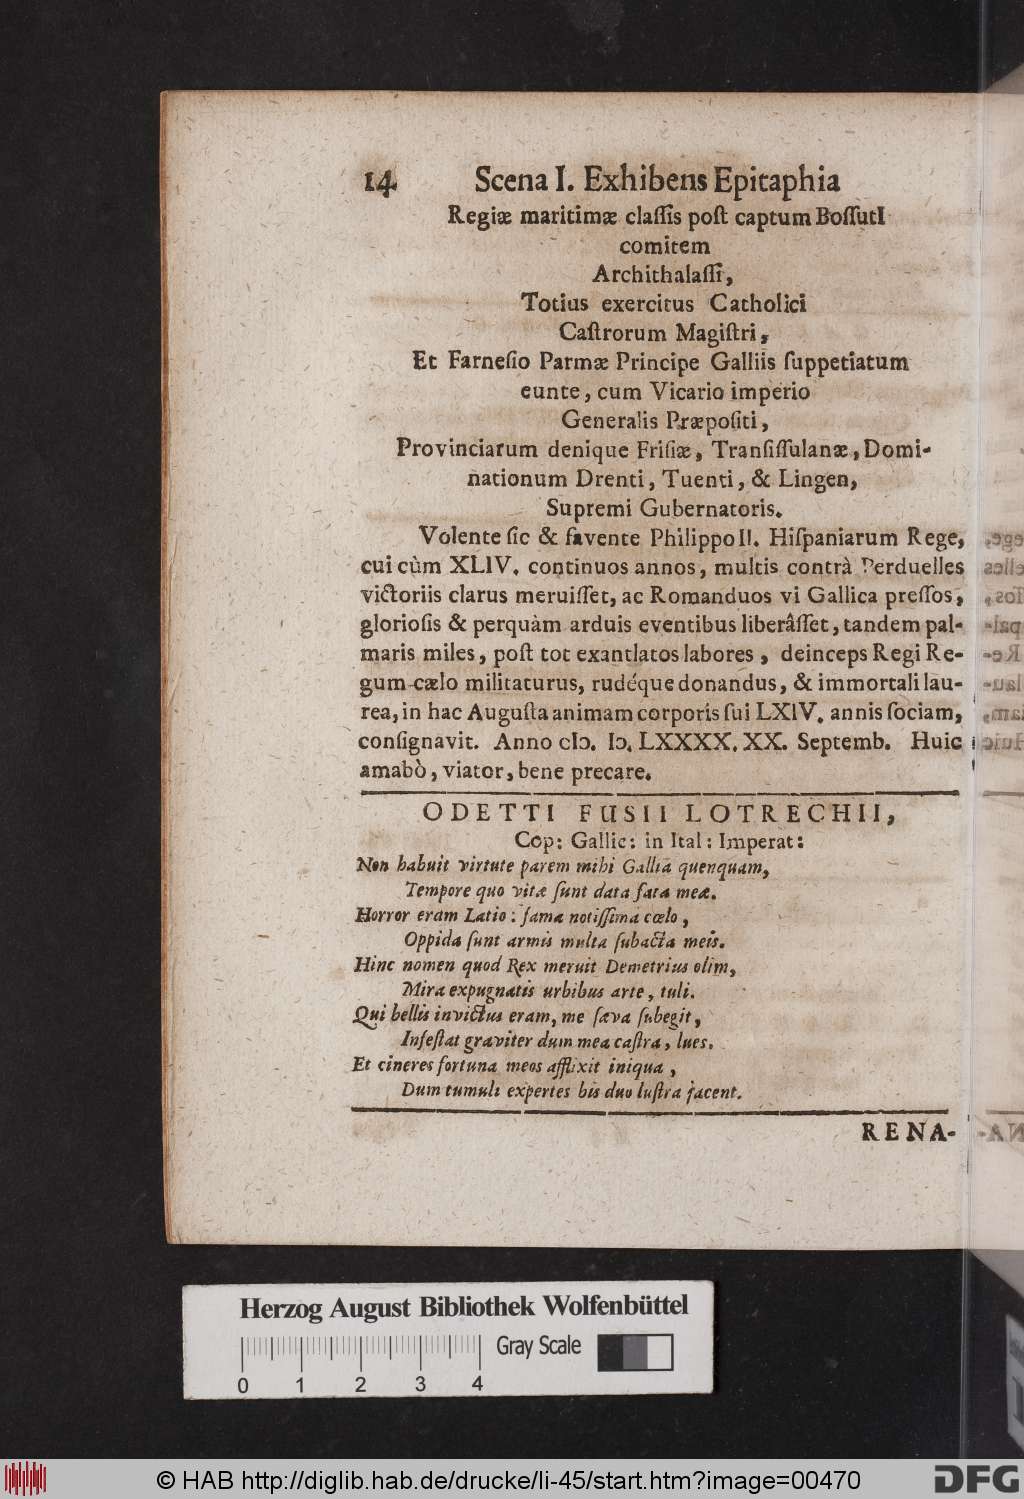 14 Scena I. Exhibens Epitaphia
Regiæ maritimæ claſſis poſt captum BoſſutI
comitem
Archithalaſſi,
Totius exercitus Catholici
Caſtrorum Magiſtri,
Et Farneſio Parmæ Principe Galliis ſuppetiatum
eunte, cum Vicario imperio
Generalis Præpoſiti,
Provinciarum denique Friſiæ, Tranſiſſulanæ, Domi-
nationum Drenti, Tuenti, & Lingen,
Supremi Gubernatoris.
Volente ſic & favente Philippo II. Hiſpaniarum Rege,
cui cùm XLIV. continuos annos, multis contrà Perduelles
victoriis clarus meruiſſet, ac Romanduos vi Gallica preſſos,
glorioſis & perquàm arduis eventibus liberâſſet, tandem pal-
maris miles, poſt tot exantlatos labores, deinceps Regi Re-
gum cælo militaturus, rudéque donandus, & immortali lau-
rea, in hac Auguſta animam corporis ſui LXIV. annis ſociam,
conſignavit. Anno cIↄ. Iↄ. LXXXX. XX. Septemb. Huic
amabò, viator, bene precare.
ODETTI FUSII LOTRECHII,
Cop: Gallic: in Ital: Imperat:
Non habuit virtute parem mihi Gallia quenquam,
Tempore quo vitæ ſunt data fata meæ.
Horror eram Latio: fama notiſſima cœlo,
Oppida ſunt armis multa ſubacta meis.
Hinc nomen quod Rex meruit Demetrius olim,
Mira expugnatis urbibus arte, tuli.
Qui bellis invictus eram, me ſæva ſubegit,
Infeſtat graviter dum mea caſtra, lues.
Et cineres fortuna meos afflixit iniqua,
Dum tumuli expertes bis duo luſtra jacent.
RENA-
Herzog August Bibliothek Wolfenbüttel
Gray Scale
0 1 2 3 4
© HAB http://diglib.hab.de/drucke/li-45/start.htm?image=00470
DFG